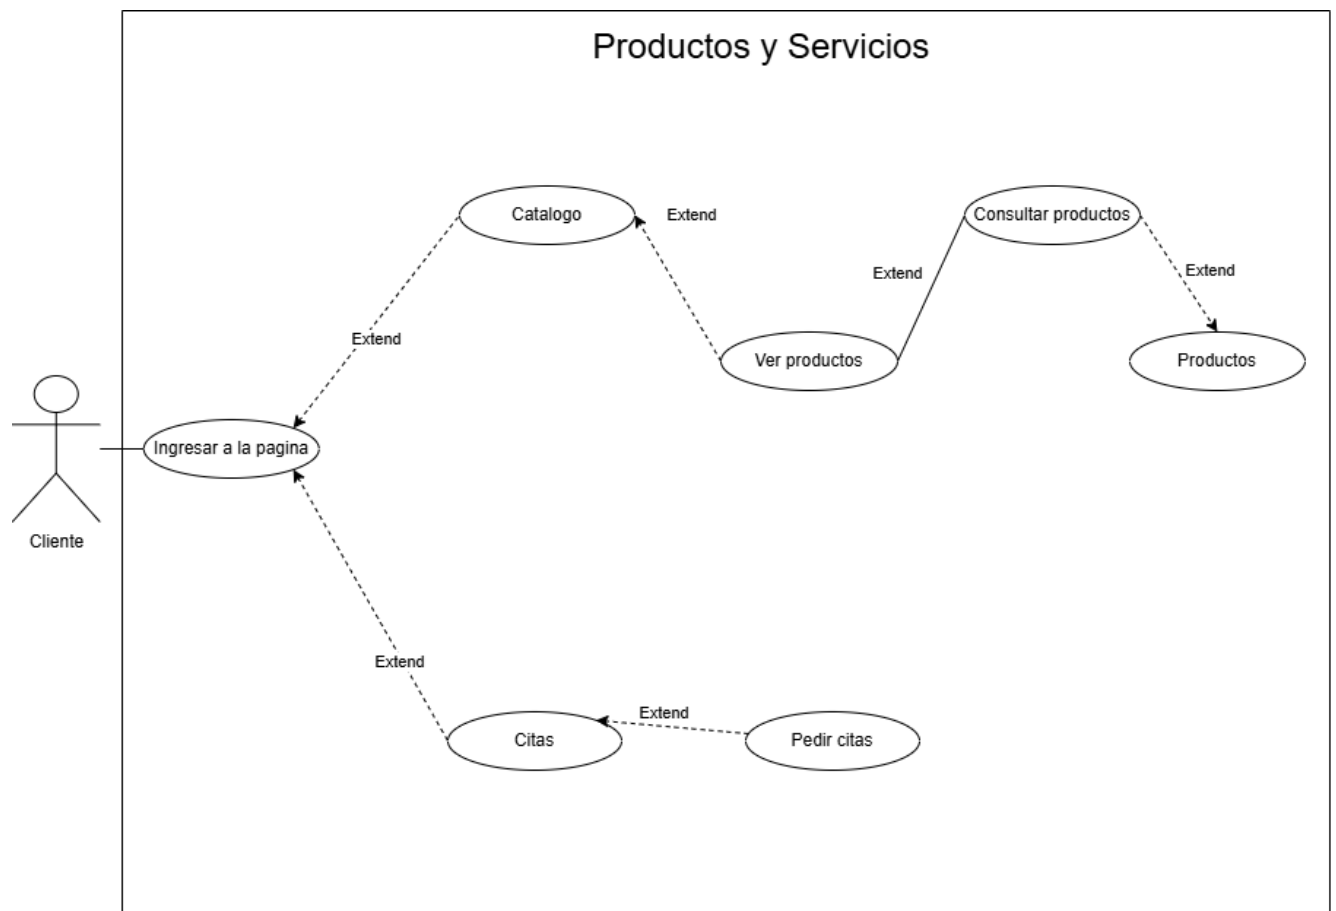 Productos y Servicios
Catalogo
Extend
Consultar productos
Extend
Extend
Extend
Ver productos
Productos
Ingresar a la pagina
Cliente
Extend
Extend
Citas
Pedir citas